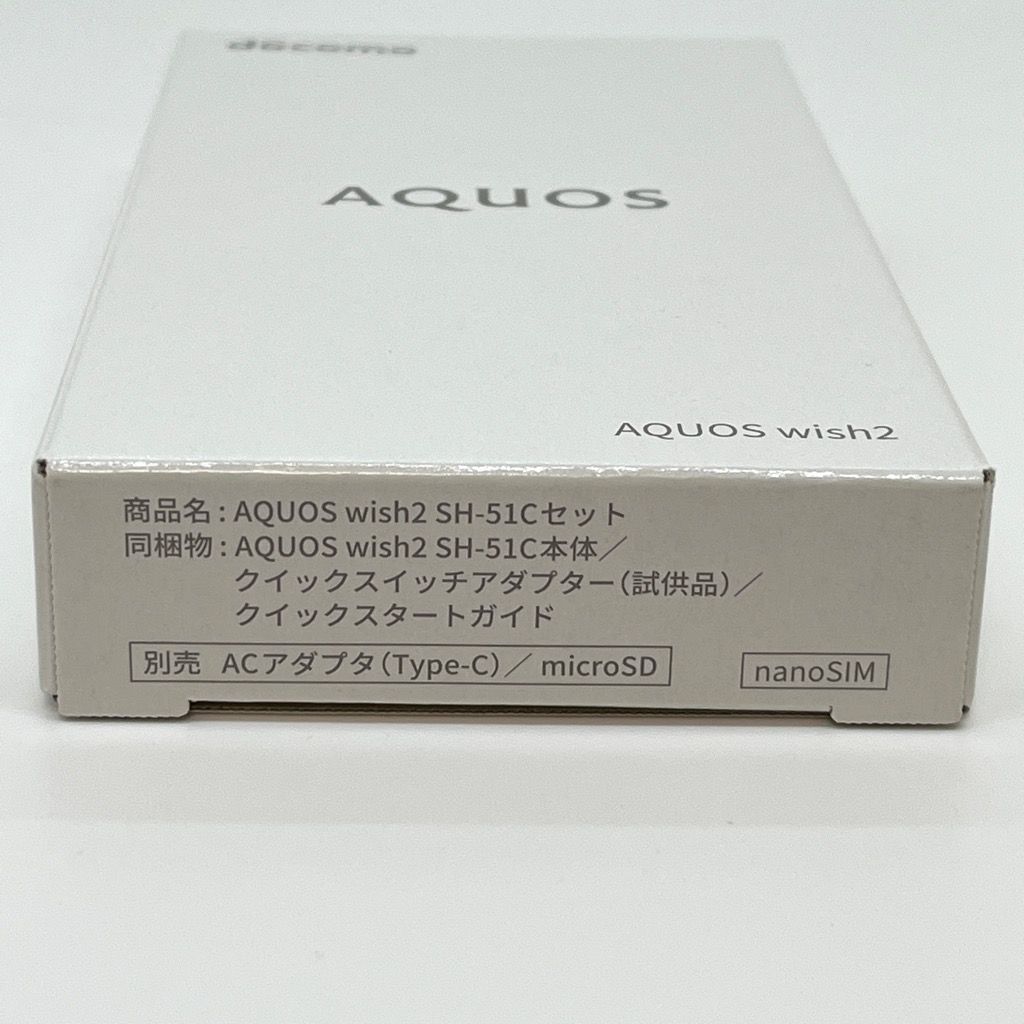 docomo
AQUOS
AQUOS wish2
商品名：AQUOS wish2 SH-51Cセット
同梱物：AQUOS wish2 SH-51C本体／
クイックスイッチアダプター（試供品）／
クイックスタートガイド
別売 ACアダプタ（Type-C）／ microSD
nanoSIM